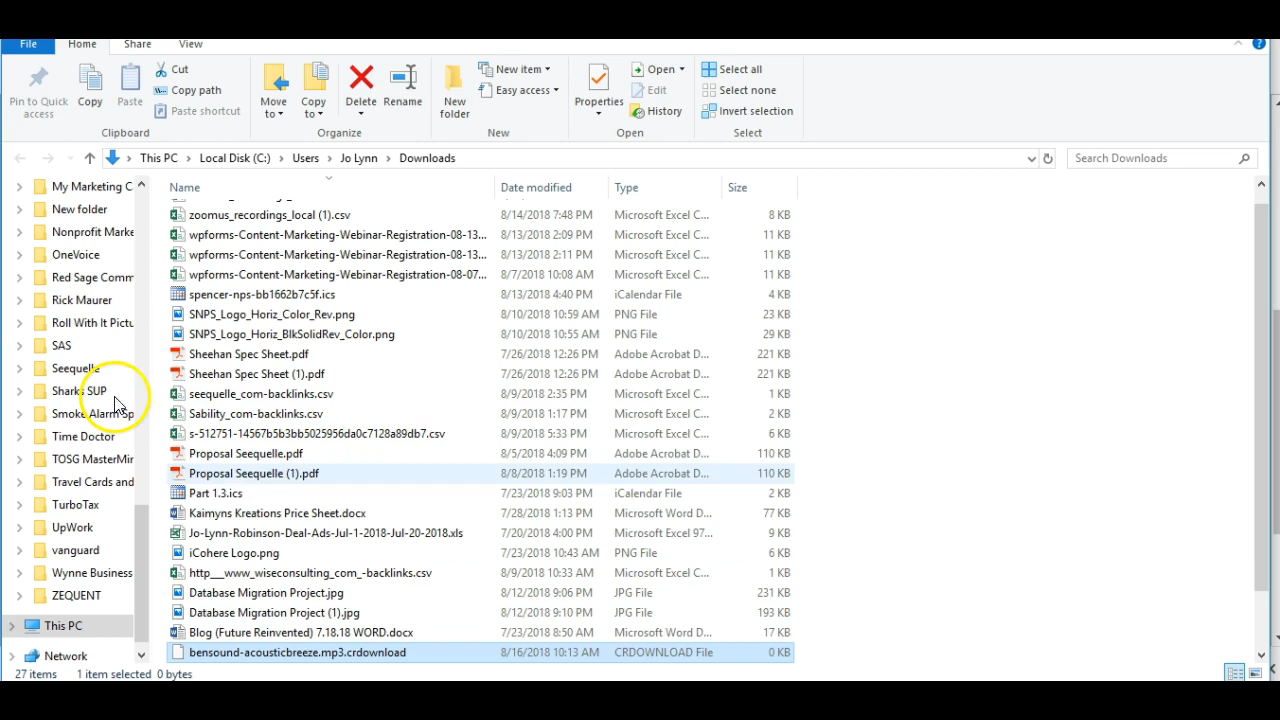 File Home Share View
Pin to Quick access
Copy
Paste
Cut
Copy path
Paste shortcut
Clipboard
Move to
Copy to
Delete
Rename
Organize
New folder
New item
Easy access
New
Properties
Open
Edit
History
Open
Select all
Select none
Invert selection
Select
This PC Local Disk (C:) Users Jo Lynn Downloads
Search Downloads
My Marketing C
New folder
Nonprofit Marke
OneVoice
Red Sage Comm
Rick Maurer
Roll With It Pictu
SAS
Seequelle
Sharks SUP
Smoke Alarm Sp
Time Doctor
TOSG MasterMin
Travel Cards and
TurboTax
UpWork
vanguard
Wynne Business
ZEQUENT
This PC
Network
Name Date modified Type Size
zoomus_recordings_local (1).csv 8/14/2018 7:48 PM Microsoft Excel C... 8 KB
wpforms-Content-Marketing-Webinar-Registration-08-13... 8/13/2018 2:09 PM Microsoft Excel C... 11 KB
wpforms-Content-Marketing-Webinar-Registration-08-13... 8/13/2018 2:11 PM Microsoft Excel C... 11 KB
wpforms-Content-Marketing-Webinar-Registration-08-07... 8/7/2018 10:08 AM Microsoft Excel C... 11 KB
spencer-nps-bb1662b7c5f.ics 8/13/2018 4:40 PM iCalendar File 4 KB
SNPS_Logo_Horiz_Color_Rev.png 8/10/2018 10:59 AM PNG File 23 KB
SNPS_Logo_Horiz_BlkSolidRev_Color.png 8/10/2018 10:55 AM PNG File 29 KB
Sheehan Spec Sheet.pdf 7/26/2018 12:26 PM Adobe Acrobat D... 221 KB
Sheehan Spec Sheet (1).pdf 7/26/2018 12:26 PM Adobe Acrobat D... 221 KB
seequelle_com-backlinks.csv 8/9/2018 2:35 PM Microsoft Excel C... 1 KB
Sability_com-backlinks.csv 8/9/2018 1:17 PM Microsoft Excel C... 2 KB
s-512751-14567b5b3bb5025956da0c7128a89db7.csv 8/9/2018 5:33 PM Microsoft Excel C... 6 KB
Proposal Seequelle.pdf 8/5/2018 4:09 PM Adobe Acrobat D... 110 KB
Proposal Seequelle (1).pdf 8/8/2018 1:19 PM Adobe Acrobat D... 110 KB
Part 1.3.ics 7/23/2018 9:03 PM iCalendar File 2 KB
Kaimyns Kreations Price Sheet.docx 7/28/2018 1:13 PM Microsoft Word D... 77 KB
Jo-Lynn-Robinson-Deal-Ads-Jul-1-2018-Jul-20-2018.xls 7/20/2018 4:00 PM Microsoft Excel 97... 9 KB
iCohere Logo.png 7/23/2018 10:43 AM PNG File 6 KB
http___www_wiseconsulting_com_-backlinks.csv 8/9/2018 10:33 AM Microsoft Excel C... 1 KB
Database Migration Project.jpg 8/12/2018 9:06 PM JPG File 231 KB
Database Migration Project (1).jpg 8/12/2018 9:10 PM JPG File 193 KB
Blog (Future Reinvented) 7.18.18 WORD.docx 7/23/2018 8:50 AM Microsoft Word D... 17 KB
bensound-acousticbreeze.mp3.crdownload 8/16/2018 10:13 AM CRDOWNLOAD File 0 KB
27 items 1 item selected 0 bytes